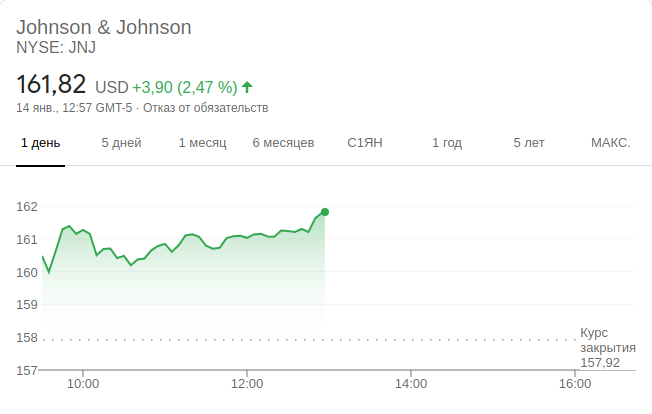 Johnson & Johnson
NYSE: JNJ
161,82 USD +3,90 (2,47 %)
14 янв., 12:57 GMT-5 · Отказ от обязательств
1 день 5 дней 1 месяц 6 месяцев С1ЯН 1 год 5 лет МАКС.
162
161
160
159
158
157
Курс
закрытия
157,92
10:00 12:00 14:00 16:00